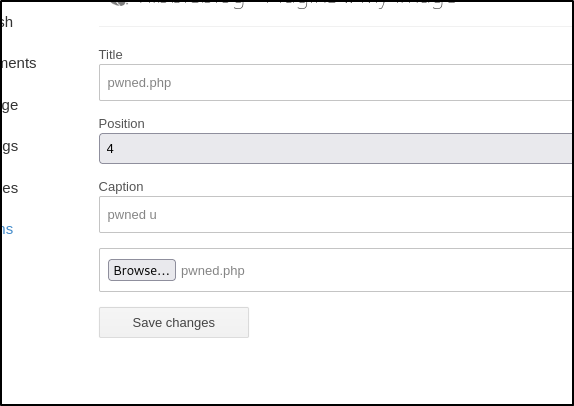 sh
Title
ments
pwned.php
ge
Position
gs
4
es
Caption
pwned u
ns
Browse... pwned.php
Save changes